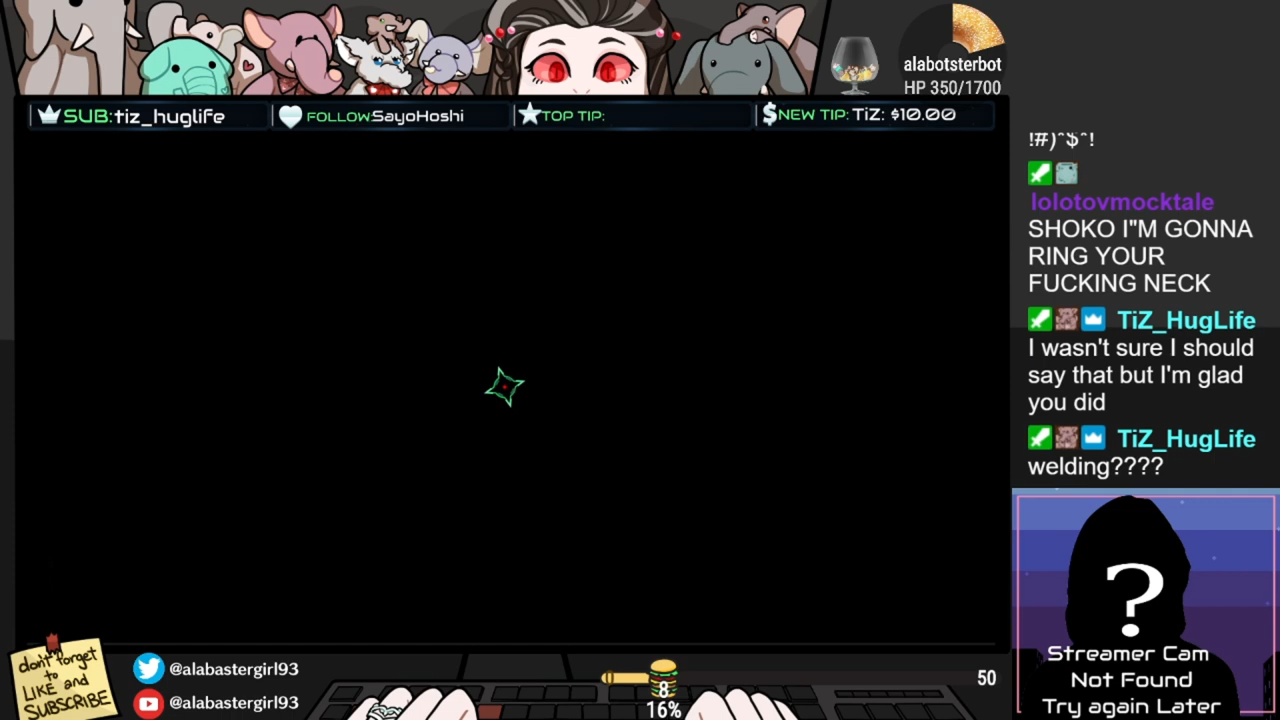 alabotsterbot
HP 350/1700
SUB:tiz_huglife
FOLLOW:SayoHoshi
TOP TIP:
NEW TIP: TiZ: $10.00
!#)^$^!
lolotovmocktale
SHOKO I"M GONNA
RING YOUR
FUCKING NECK
TiZ_HugLife
I wasn't sure I should
say that but I'm glad
you did
TiZ_HugLife
welding????
?
Streamer Cam
Not Found
Try again Later
don't forget
to
LIKE and
SUBSCRIBE
@alabastergirl93
@alabastergirl93
8
16%
50